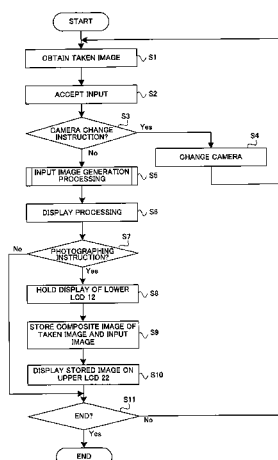 START
OBTAIN TAKEN IMAGE
S1
ACCEPT INPUT
S2
S3
CAMERA CHANGE
INSTRUCTION?
Yes
No
S4
CHANGE CAMERA
INPUT IMAGE GENERATION
PROCESSING
S5
DISPLAY PROCESSING
S6
S7
No
PHOTOGRAPHING
INSTRUCTION?
Yes
HOLD DISPLAY OF LOWER
LCD 12
S8
STORE COMPOSITE IMAGE OF
TAKEN IMAGE AND INPUT
IMAGE
S9
DISPLAY STORED IMAGE ON
UPPER LCD 22
S10
S11
END?
No
Yes
END